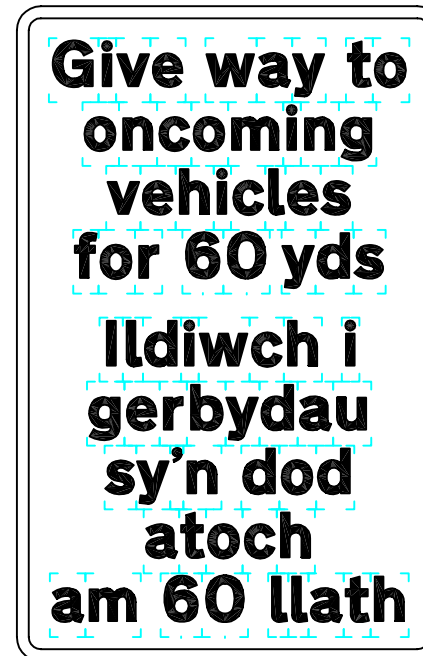 Give way to
oncoming
vehicles
for 60 yds
Ildiwch i
gerbydau
sy’n dod
atoch
am 60 llath